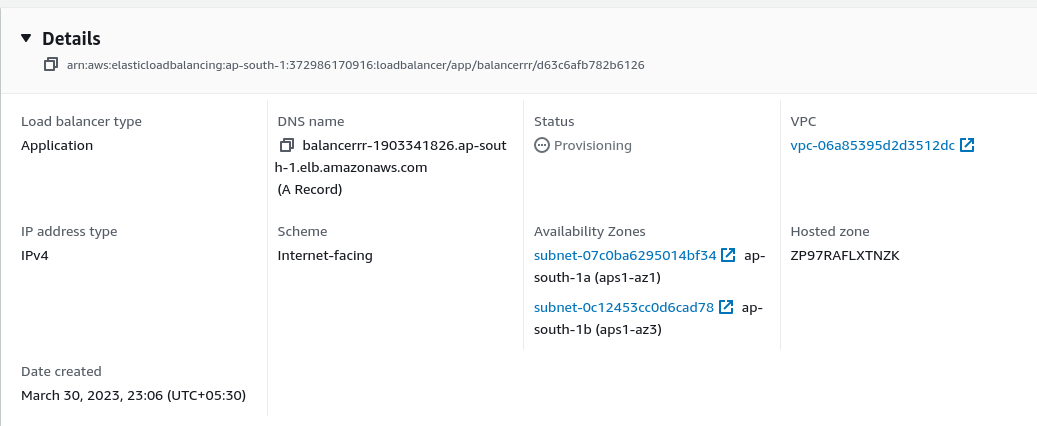 Details
arn:aws:elasticloadbalancing:ap-south-1:372986170916:loadbalancer/app/balancerrr/d63c6afb782b6126
Load balancer type
Application
DNS name
balancerrr-1903341826.ap-sout
h-1.elb.amazonaws.com
(A Record)
Status
Provisioning
VPC
vpc-06a85395d2d3512dc
IP address type
IPv4
Scheme
Internet-facing
Availability Zones
subnet-07c0ba6295014bf34 ap-
south-1a (aps1-az1)
subnet-0c12453cc0d6cad78 ap-
south-1b (aps1-az3)
Hosted zone
ZP97RAFLXTNZK
Date created
March 30, 2023, 23:06 (UTC+05:30)